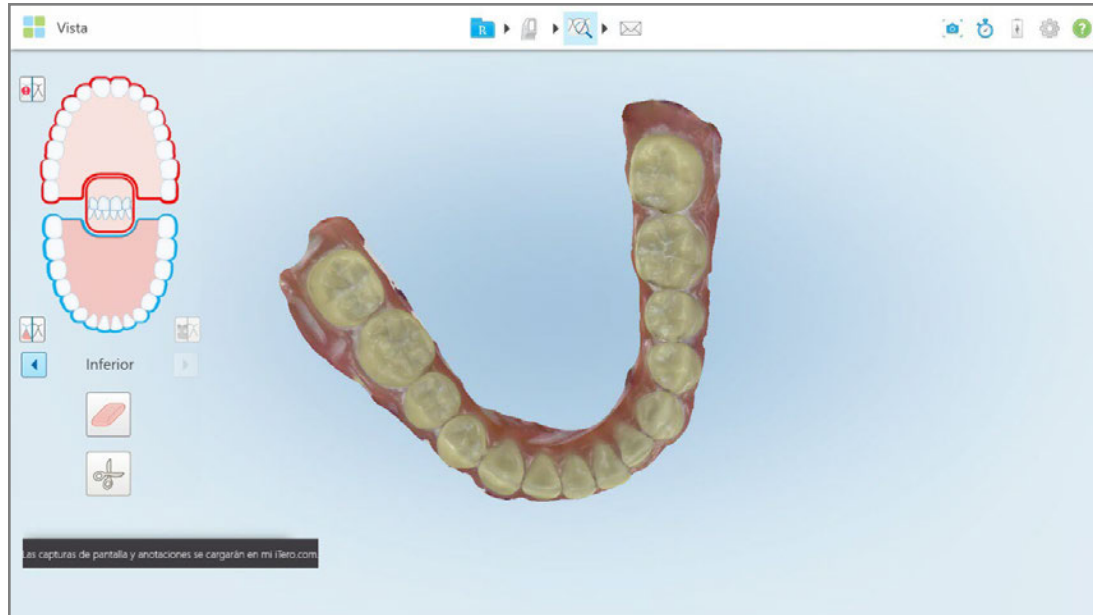 Vista
R
?
Inferior
Las capturas de pantalla y anotaciones se cargarán en mi iTero.com.